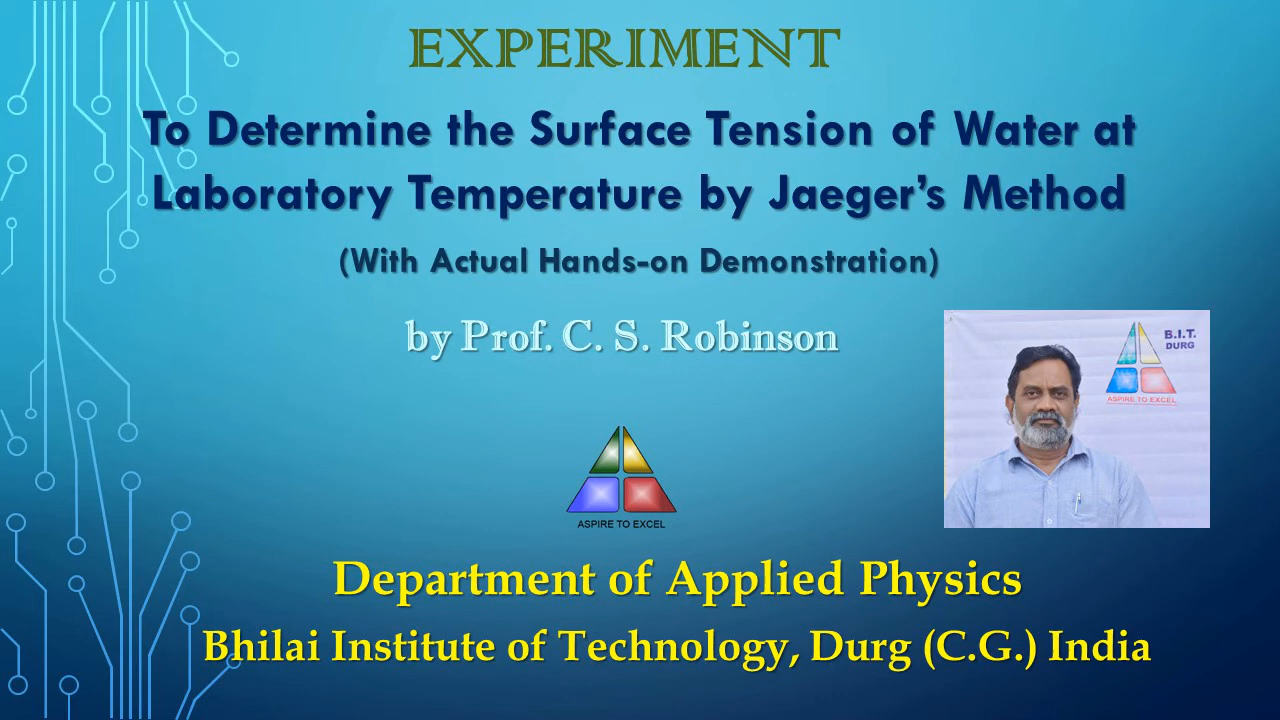 EXPERIMENT
To Determine the Surface Tension of Water at
Laboratory Temperature by Jaeger’s Method
(With Actual Hands-on Demonstration)
by Prof. C. S. Robinson
B.I.T.
DURG
ASPIRE TO EXCEL
ASPIRE TO EXCEL
Department of Applied Physics
Bhilai Institute of Technology, Durg (C.G.) India